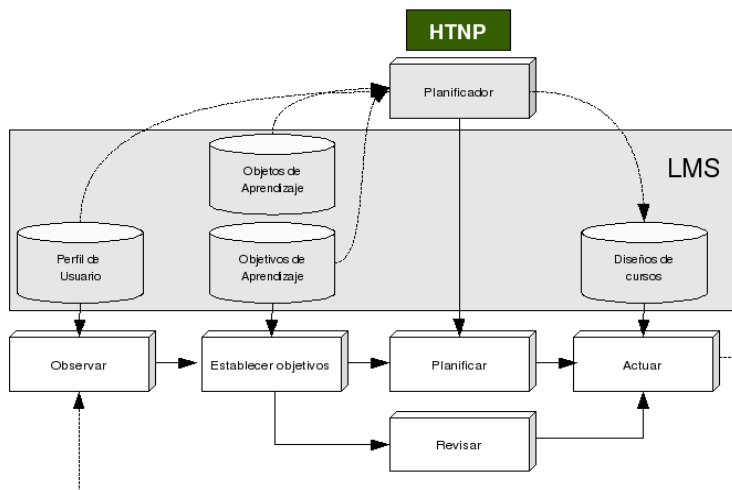 HTNP
Planificador
LMS
Objetos de
Aprendizaje
Perfil de
Usuario
Objetivos de
Aprendizaje
Diseños de
cursos
Observar
Establecer objetivos
Planificar
Actuar
Revisar